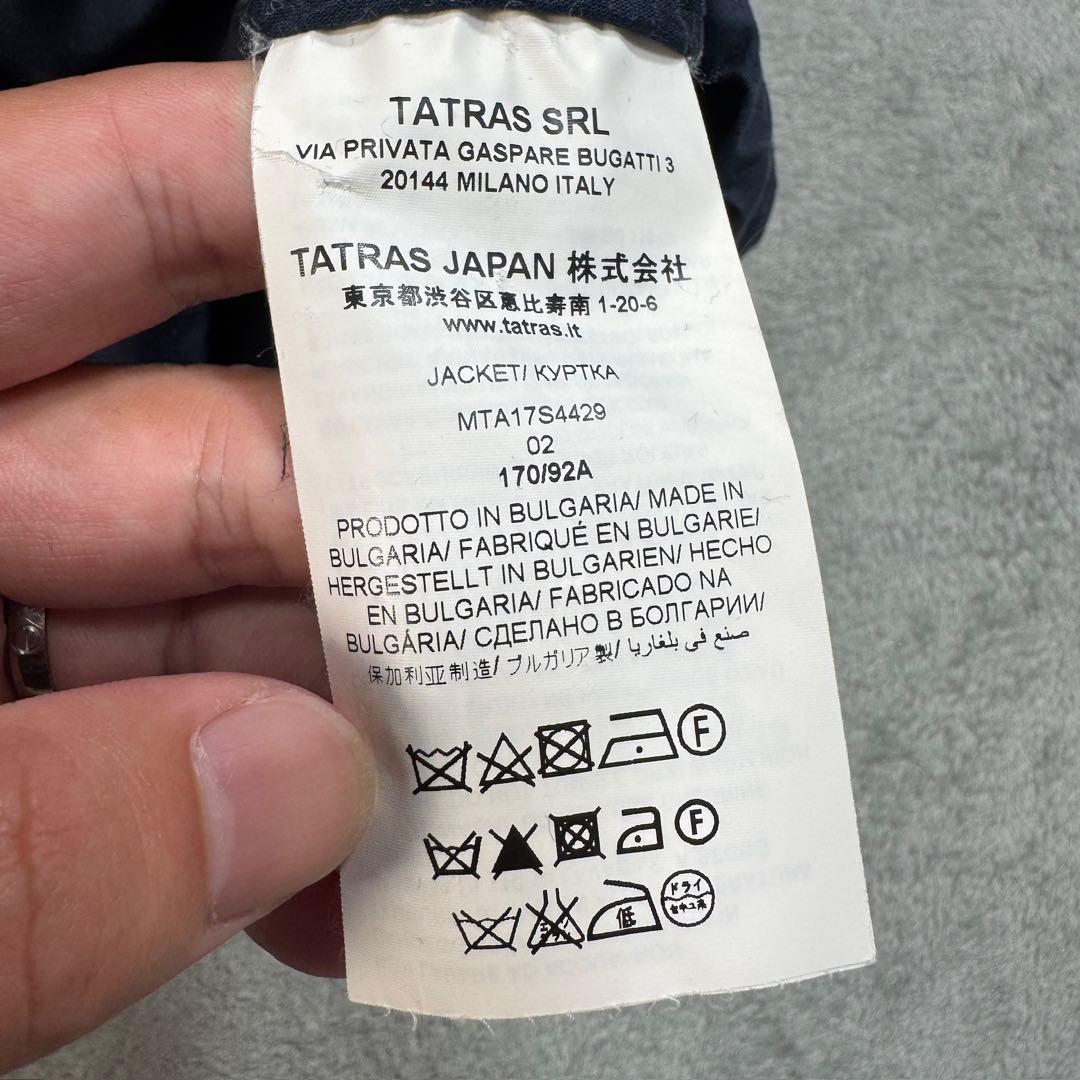 TATRAS SRL
VIA PRIVATA GASPARE BUGATTI 3
20144 MILANO ITALY
TATRAS JAPAN 株式会社
東京都渋谷区恵比寿南 1-20-6
www.tatras.it
JACKET/ КУРТКА
MTA17S4429
02
170/92A
PRODOTTO IN BULGARIA/ MADE IN
BULGARIA/ FABRIQUÉ EN BULGARIE/
HERGESTELLT IN BULGARIEN/ HECHO
EN BULGARIA/ FABRICADO NA
BULGÁRIA/ СДЕЛАНО В БОЛГАРИИ/
保加利亚制造/ ブルガリア製/ صنع في بلغاريا
F
F
低
ドライ
セキユ系